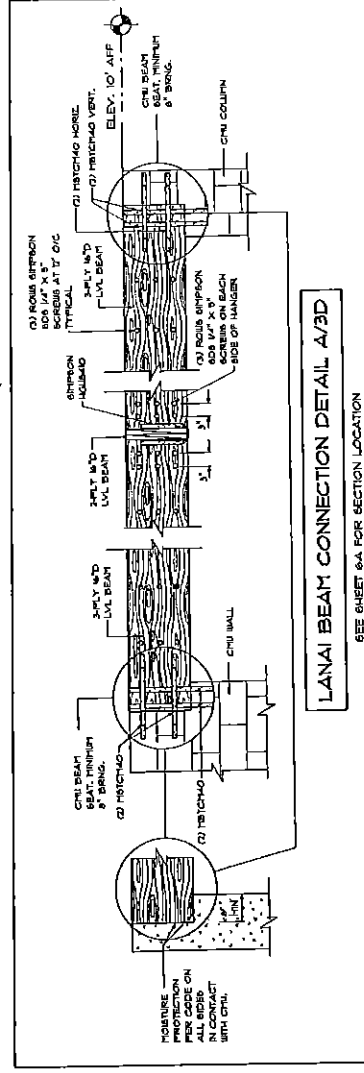 MOISTURE
PROTECTION
PER CODE ON
ALL SIDES
IN CONTACT
WITH CMU.
MIN.
CMU BEAM
SEAT, MINIMUM
8" BRNG.
(2) MSTCM40
(2) MSTCM40
3-PLY 16"D
LVL BEAM
CMU WALL
2-PLY 16"D
LVL BEAM
SIMPSON
HGUS410
3"
3"
(3) ROWS SIMPSON
SDS 1/4" X 5"
SCREWS ON EACH
SIDE OF HANGER
(3) ROWS SIMPSON
SDS 1/4" X 5"
SCREWS AT 12" O/C
TYPICAL
3-PLY 16"D
LVL BEAM
(2) MSTCM40 HORIZ.
(2) MSTCM40 VERT.
ELEV. 10' AFF
CMU BEAM
SEAT, MINIMUM
8" BRNG.
CMU COLUMN
LANAI BEAM CONNECTION DETAIL A/3D
SEE SHEET 6A FOR SECTION LOCATION